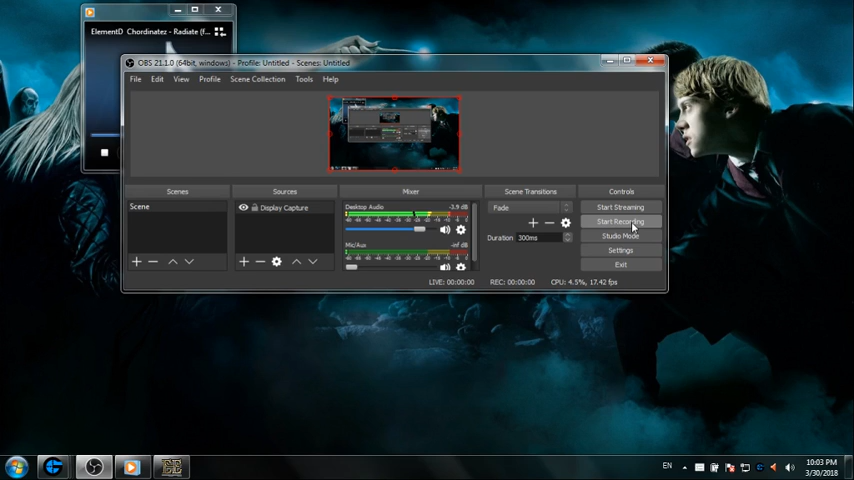 ElementD Chordinatez - Radiate (f...
OBS 21.1.0 (64bit, windows) - Profile: Untitled - Scenes: Untitled
File Edit View Profile Scene Collection Tools Help
Scenes Sources Mixer Scene Transitions Controls
Scene
Display Capture
Desktop Audio -3.9 dB
Mic/Aux -inf dB
Fade
Duration 300ms
Start Streaming
Start Recording
Studio Mode
Settings
Exit
LIVE: 00:00:00 REC: 00:00:00 CPU: 4.5%, 17.42 fps
EN
10:03 PM
3/30/2018